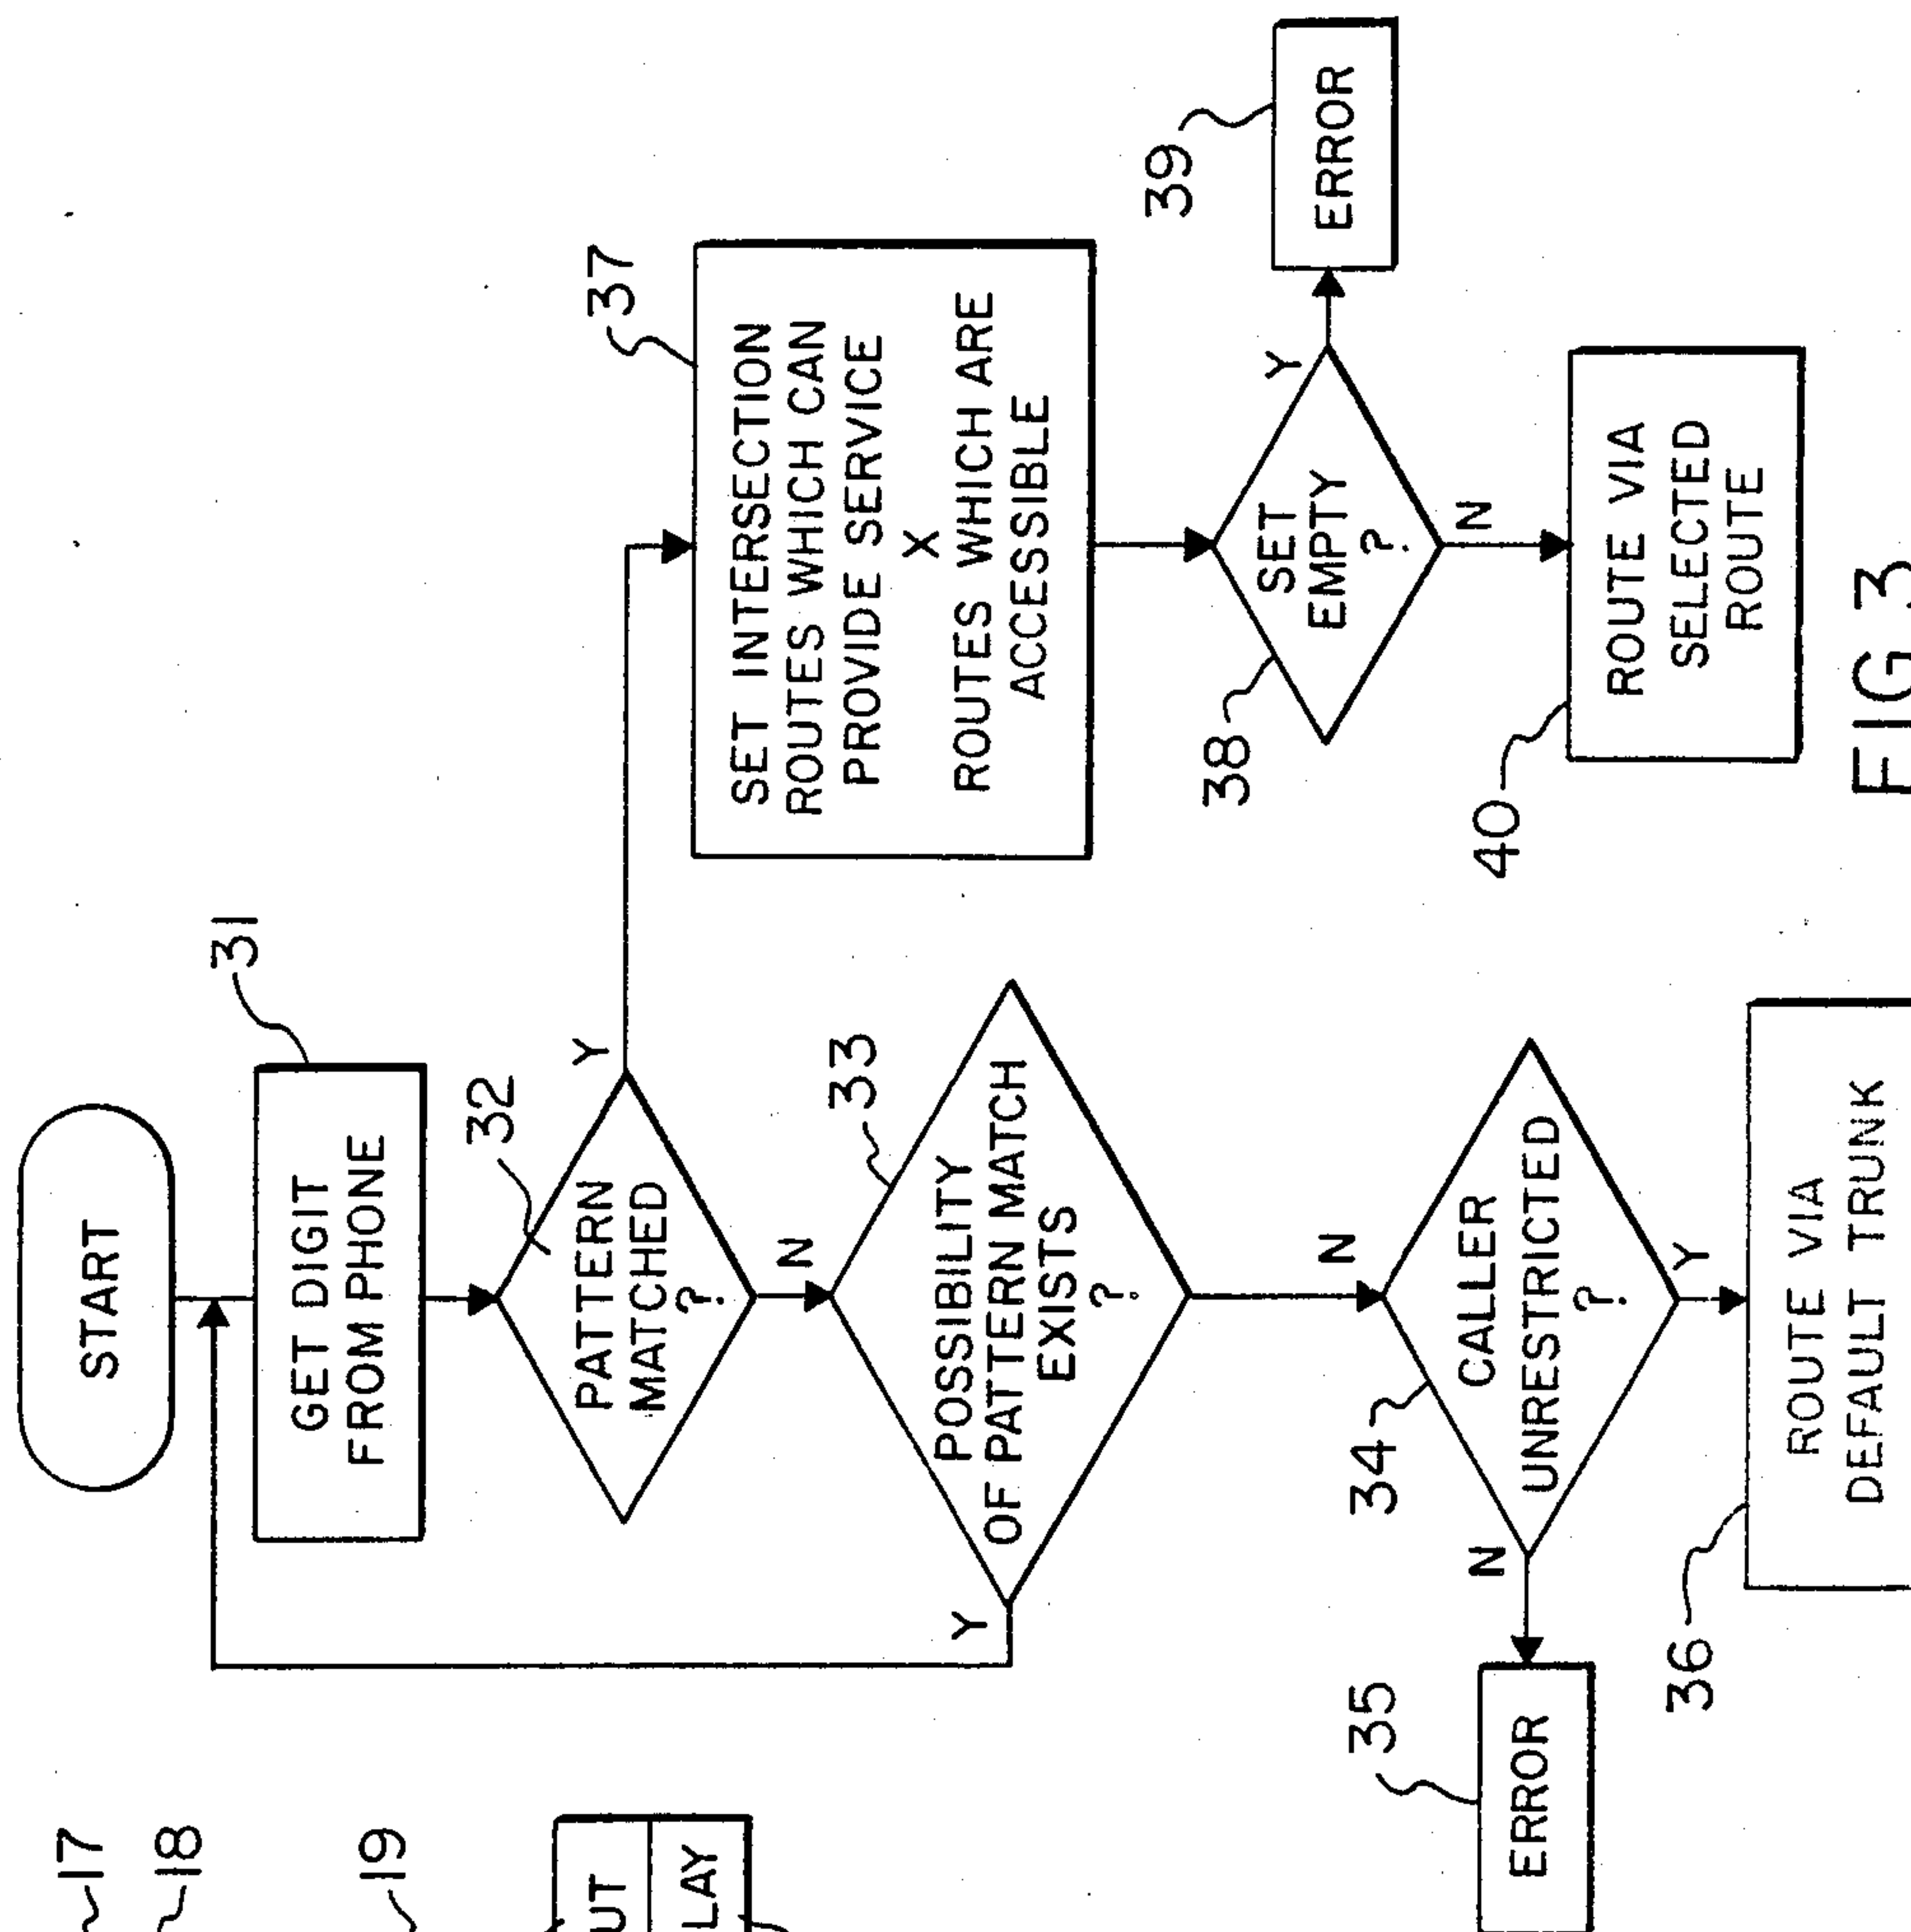 START
31
GET DIGIT
FROM PHONE
32
PATTERN
MATCHED
?
Y
N
33
POSSIBILITY
OF PATTERN MATCH
EXISTS
?
Y
N
34
CALLER
UNRESTRICTED
?
N
Y
35
ERROR
36
ROUTE VIA
DEFAULT TRUNK
37
SET INTERSECTION
ROUTES WHICH CAN
PROVIDE SERVICE
X
ROUTES WHICH ARE
ACCESSIBLE
38
SET
EMPTY
?
Y
N
39
ERROR
40
ROUTE VIA
SELECTED
ROUTE
FIG.3
17
18
19
UT
LAY